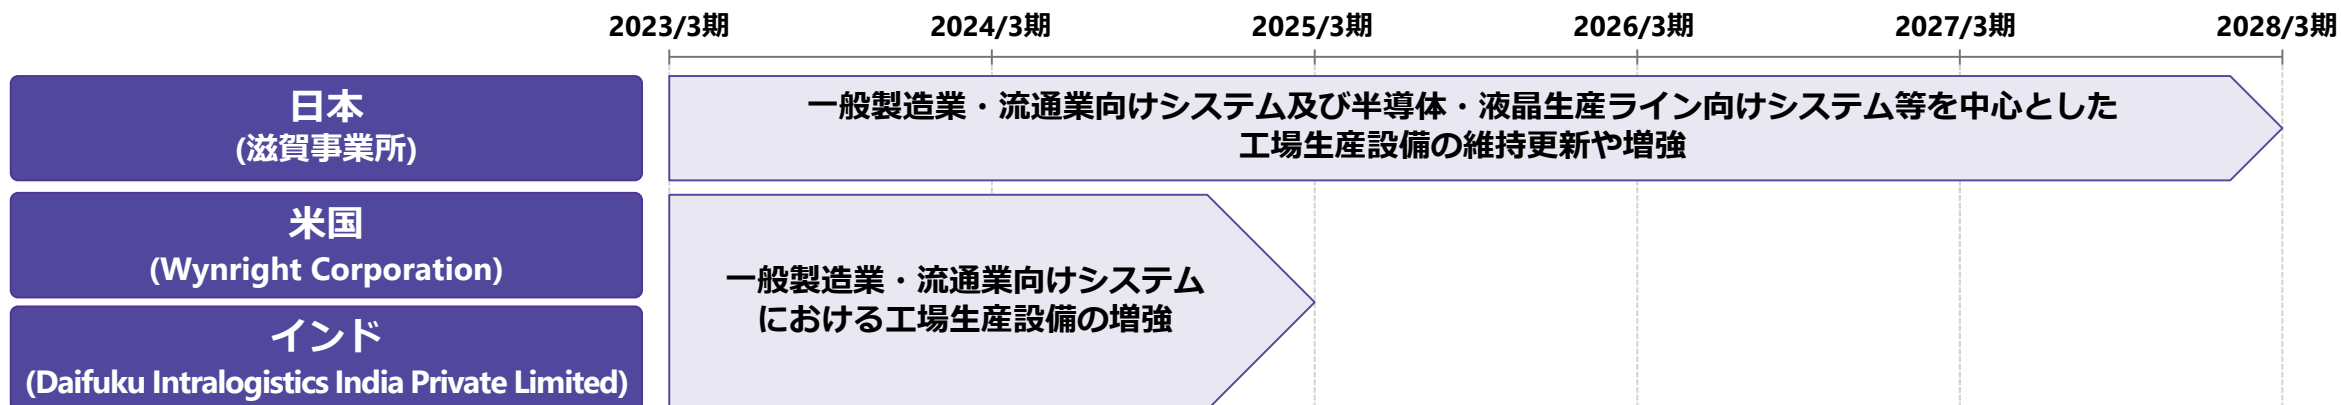 2023/3期 2024/3期 2025/3期 2026/3期 2027/3期 2028/3期
日本
(滋賀事業所)
一般製造業・流通業向けシステム及び半導体・液晶生産ライン向けシステム等を中心とした
工場生産設備の維持更新や増強
米国
(Wynright Corporation)
インド
(Daifuku Intralogistics India Private Limited)
一般製造業・流通業向けシステム
における工場生産設備の増強